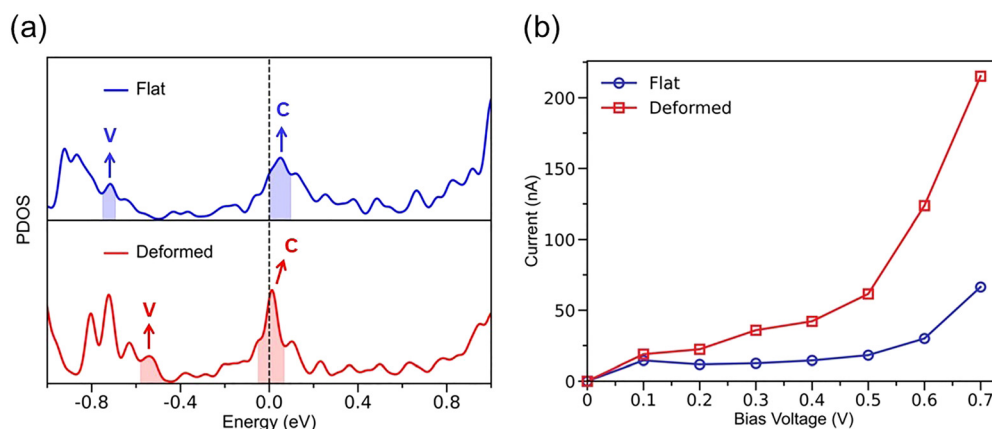 (a)
Flat
V
C
Deformed
V
C
PDOS
-0.8 -0.4 0.0 0.4 0.8
Energy (eV)
(b)
Flat
Deformed
200
150
100
50
0
Current (nA)
0 0.1 0.2 0.3 0.4 0.5 0.6 0.7
Bias Voltage (V)